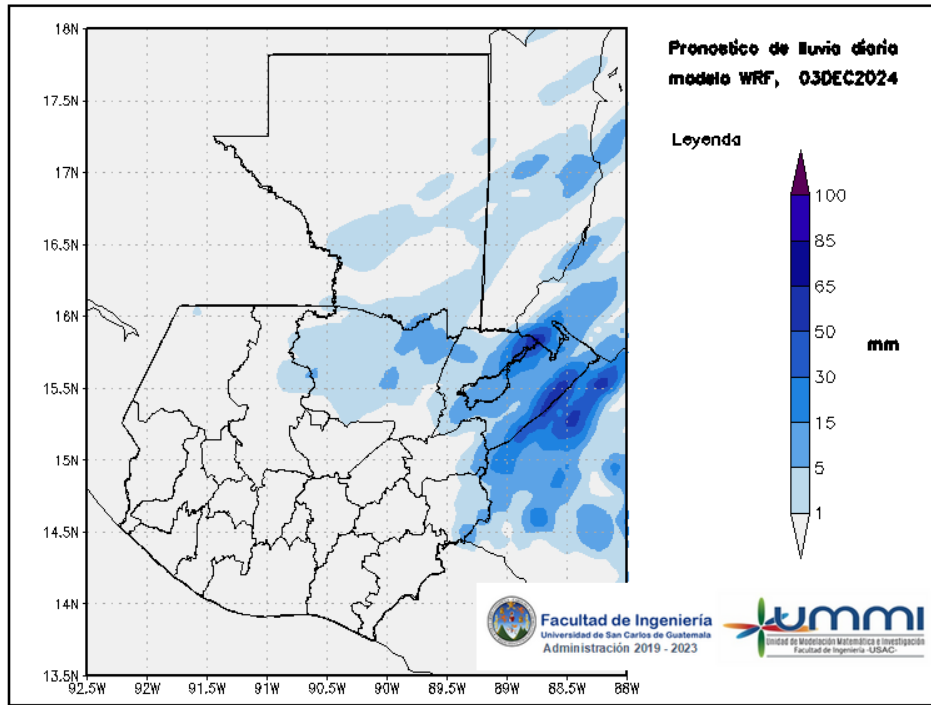 Pronostico de lluvia diaria
modelo WRF, 03DEC2024
Leyenda
100
85
65
50
30
15
5
1
mm
18N
17.5N
17N
16.5N
16N
15.5N
15N
14.5N
14N
13.5N
92.5W
92W
91.5W
91W
90.5W
90W
89.5W
89W
88.5W
88W
Facultad de Ingeniería
Universidad de San Carlos de Guatemala
Administración 2019 - 2023
ummi
Unidad de Modelación Matemática e Investigación
Facultad de Ingeniería -USAC-